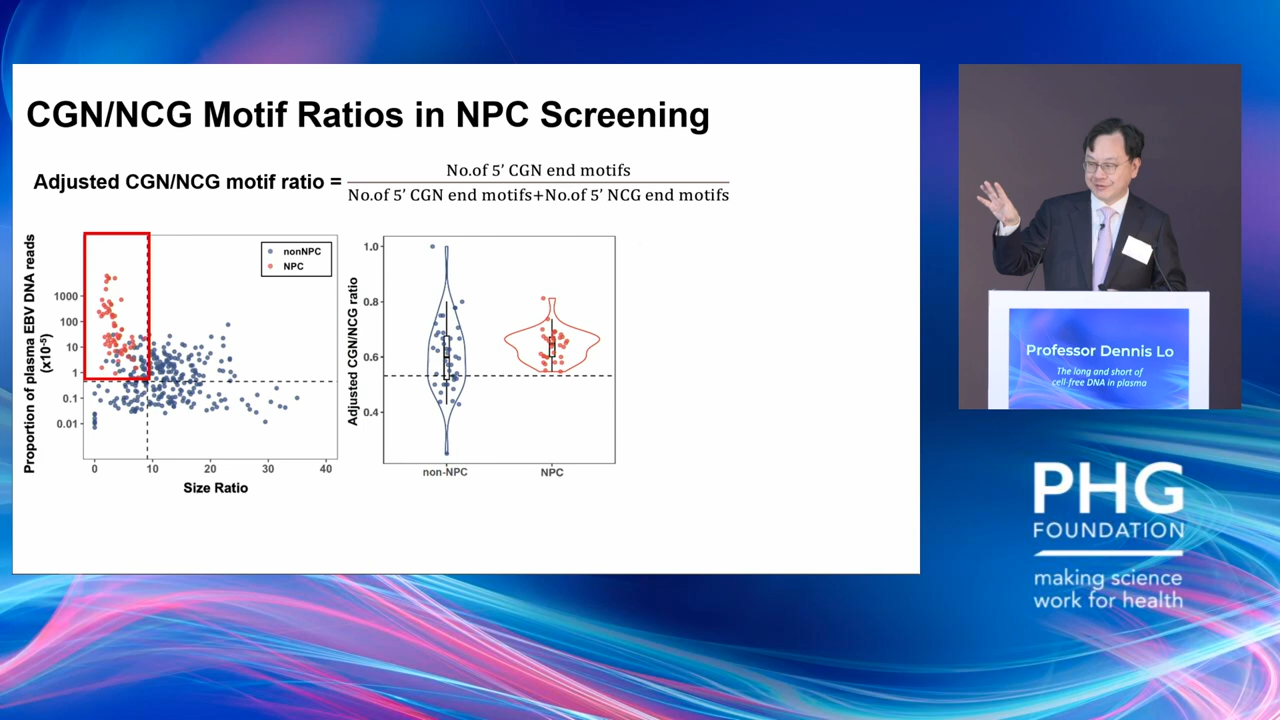 CGN/NCG Motif Ratios in NPC Screening
Adjusted CGN/NCG motif ratio =
No.of 5’ CGN end motifs
No.of 5’ CGN end motifs+No.of 5’ NCG end motifs
Proportion of plasma EBV DNA reads
(x10⁻⁵)
1000
100
10
1
0.1
0.01
nonNPC
NPC
0
10
20
30
40
Size Ratio
Adjusted CGN/NCG ratio
1.0
0.8
0.6
0.4
non-NPC
NPC
Professor Dennis Lo
The long and short of
cell-free DNA in plasma
PHG
FOUNDATION
making science
work for health